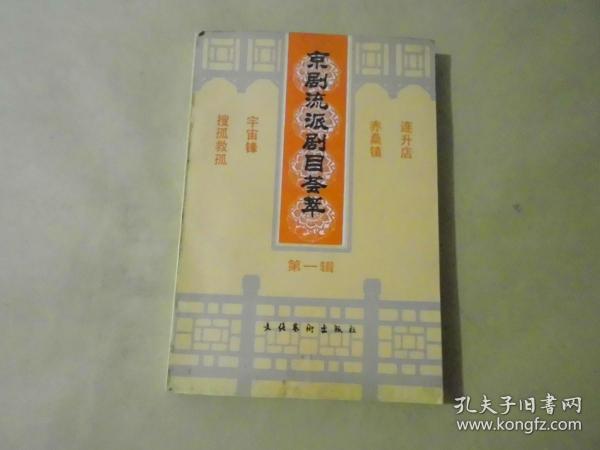 京剧流派剧目荟萃
连升店
赤桑镇
宇宙锋
搜孤救孤
第一辑
文化艺术出版社
孔夫子旧书网
www.kongfz.com